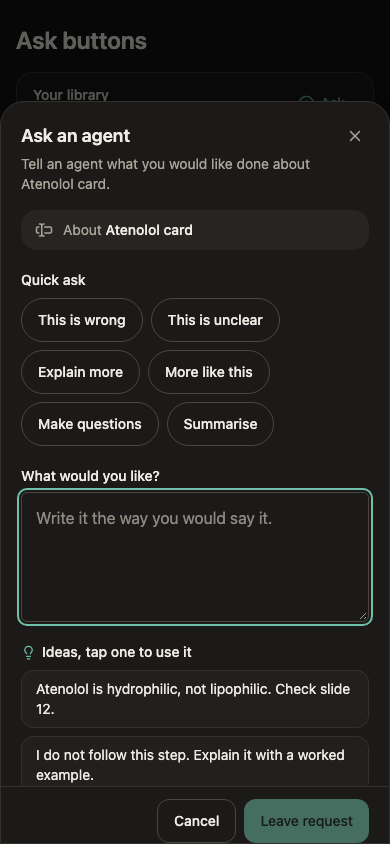 Ask buttons
Your library
Ask
Ask an agent
Tell an agent what you would like done about
Atenolol card.
About Atenolol card
Quick ask
This is wrong
This is unclear
Explain more
More like this
Make questions
Summarise
What would you like?
Write it the way you would say it.
Ideas, tap one to use it
Atenolol is hydrophilic, not lipophilic. Check slide
12.
I do not follow this step. Explain it with a worked
example.
Cancel
Leave request